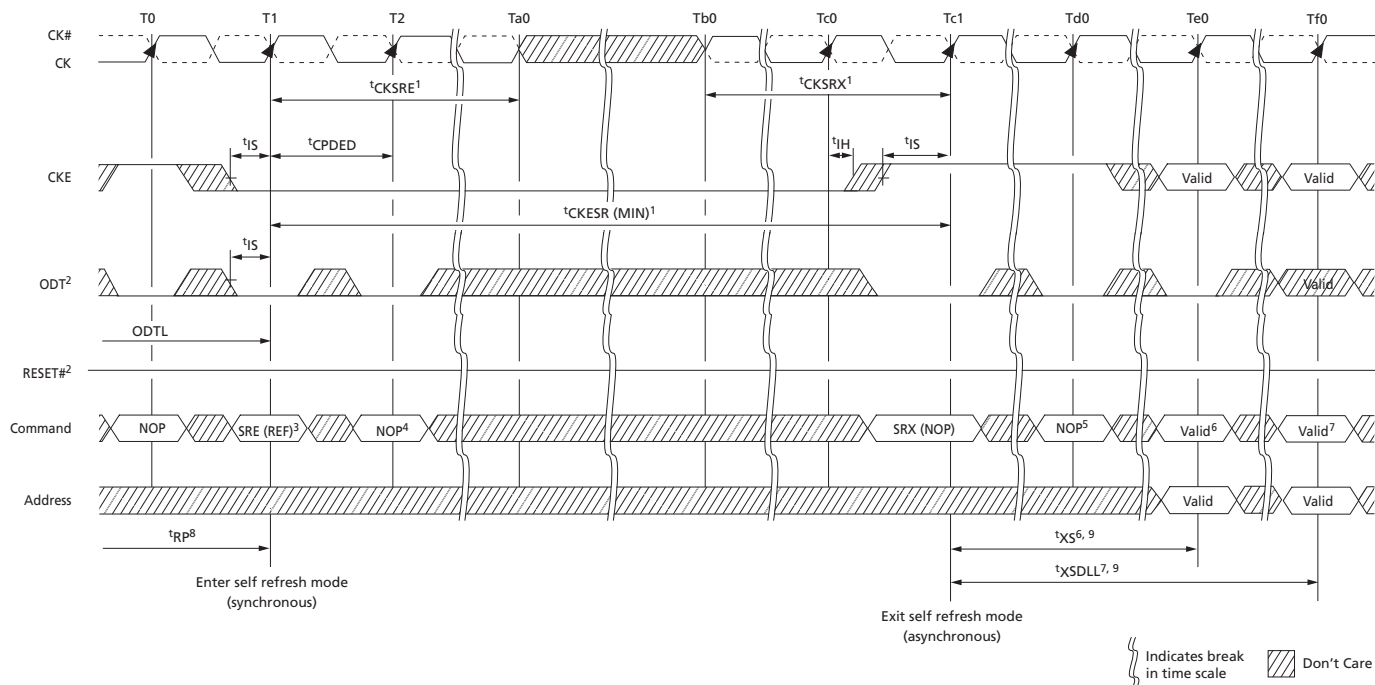 T0 T1 T2 Ta0 Tb0 Tc0 Tc1 Td0 Te0 Tf0
CK#
CK
tCKSRE1 tCKSRX1
tIS tCPDED tIH tIS
CKE Valid Valid
tCKESR (MIN)1
tIS
ODT2 Valid
ODTL
RESET#2
Command NOP SRE (REF)3 NOP4 SRX (NOP) NOP5 Valid6 Valid7
Address Valid Valid
tRP8 tXS6, 9
tXSDLL7, 9
Enter self refresh mode
(synchronous)
Exit self refresh mode
(asynchronous)
Indicates break
in time scale
Don't Care